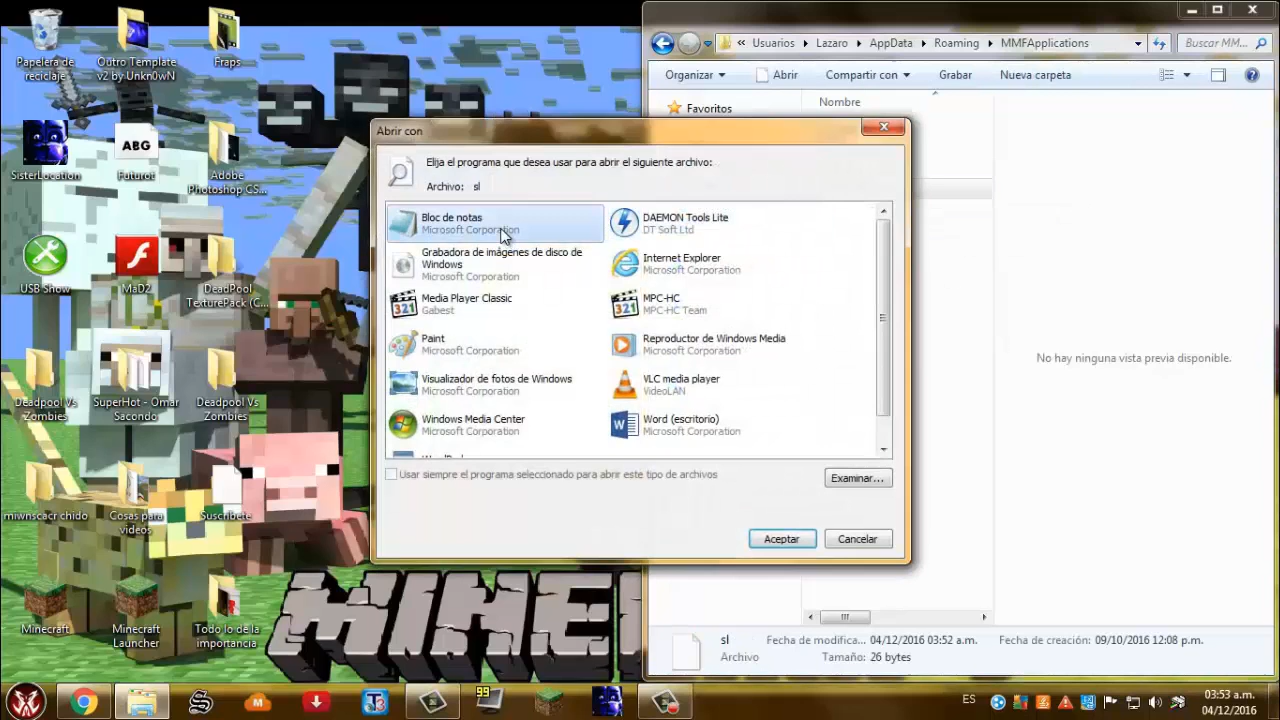 Papelera de
reciclaje
Outro Template
v2 by Unkn0wN
Fraps
SisterLocation
ABG
Futurot
Adobe
Photoshop CS...
USB Show
MaD2
DeadPool
TexturePack (C...
Deadpool Vs
Zombies
SuperHot - Omar
Sacondo
Deadpool Vs
Zombies
miwnscacr chido
Cosas para
videos
Suscribete
Minecraft
Minecraft
Launcher
Todo lo de la
importancia
« Usuarios Lazaro AppData Roaming MMFApplications
Buscar MM...
Organizar Abrir Compartir con Grabar Nueva carpeta
Favoritos
Nombre
Abrir con
Elija el programa que desea usar para abrir el siguiente archivo:
Archivo: sl
Bloc de notas
Microsoft Corporation
DAEMON Tools Lite
DT Soft Ltd
Grabadora de imágenes de disco de
Windows
Microsoft Corporation
Internet Explorer
Microsoft Corporation
321
Media Player Classic
Gabest
321
MPC-HC
MPC-HC Team
Paint
Microsoft Corporation
Reproductor de Windows Media
Microsoft Corporation
Visualizador de fotos de Windows
Microsoft Corporation
VLC media player
VideoLAN
Windows Media Center
Microsoft Corporation
Word (escritorio)
Microsoft Corporation
Usar siempre el programa seleccionado para abrir este tipo de archivos
Examinar...
Aceptar
Cancelar
No hay ninguna vista previa disponible.
sl
Fecha de modifica... 04/12/2016 03:52 a.m.
Fecha de creación: 09/10/2016 12:08 p.m.
Archivo
Tamaño: 26 bytes
99
ES
03:53 a.m.
04/12/2016